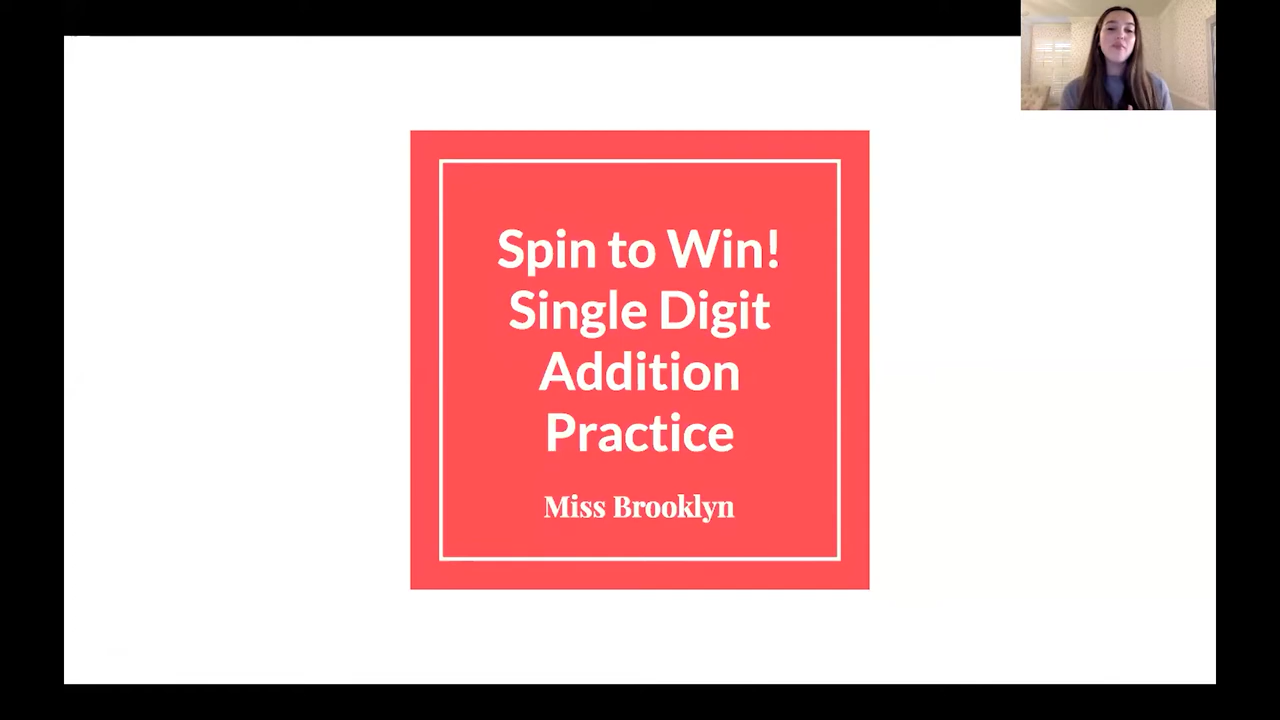 Spin to Win!
Single Digit
Addition
Practice
Miss Brooklyn